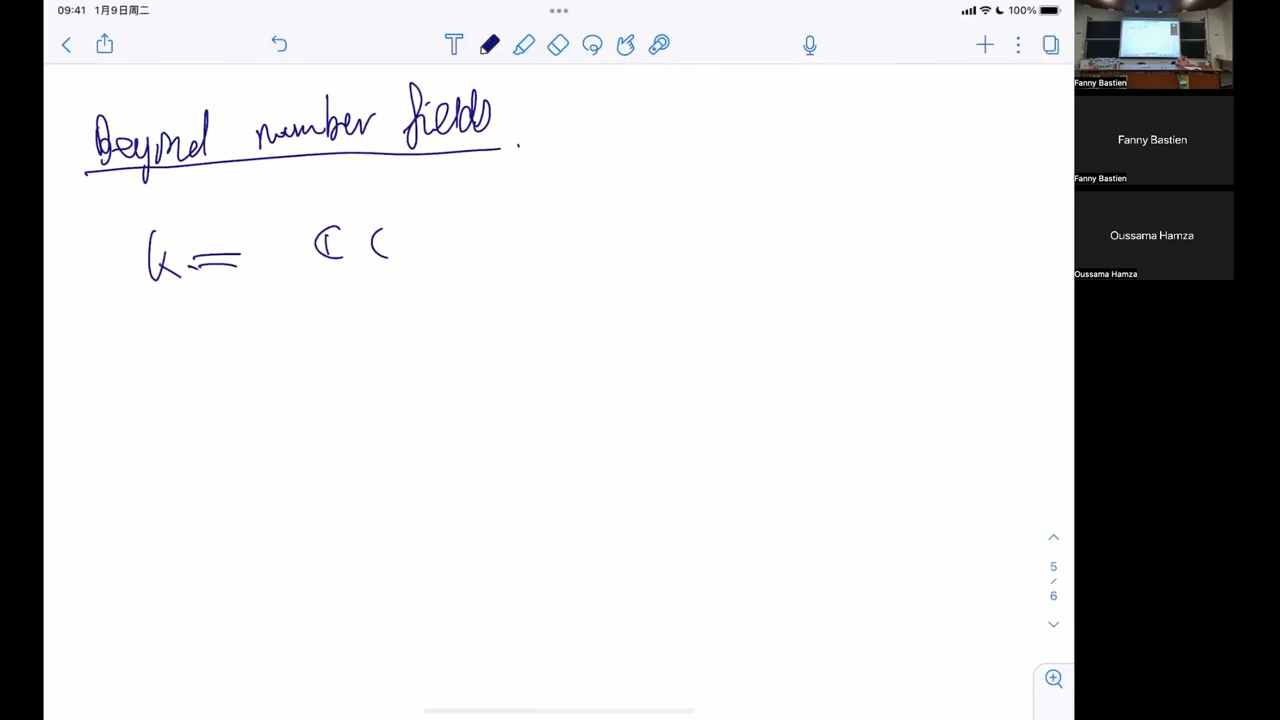 09:41 1月9日周二
100%
Beyond number fields.
k = ℂ (
5
/
6
Fanny Bastien
Fanny Bastien
Fanny Bastien
Oussama Hamza
Oussama Hamza